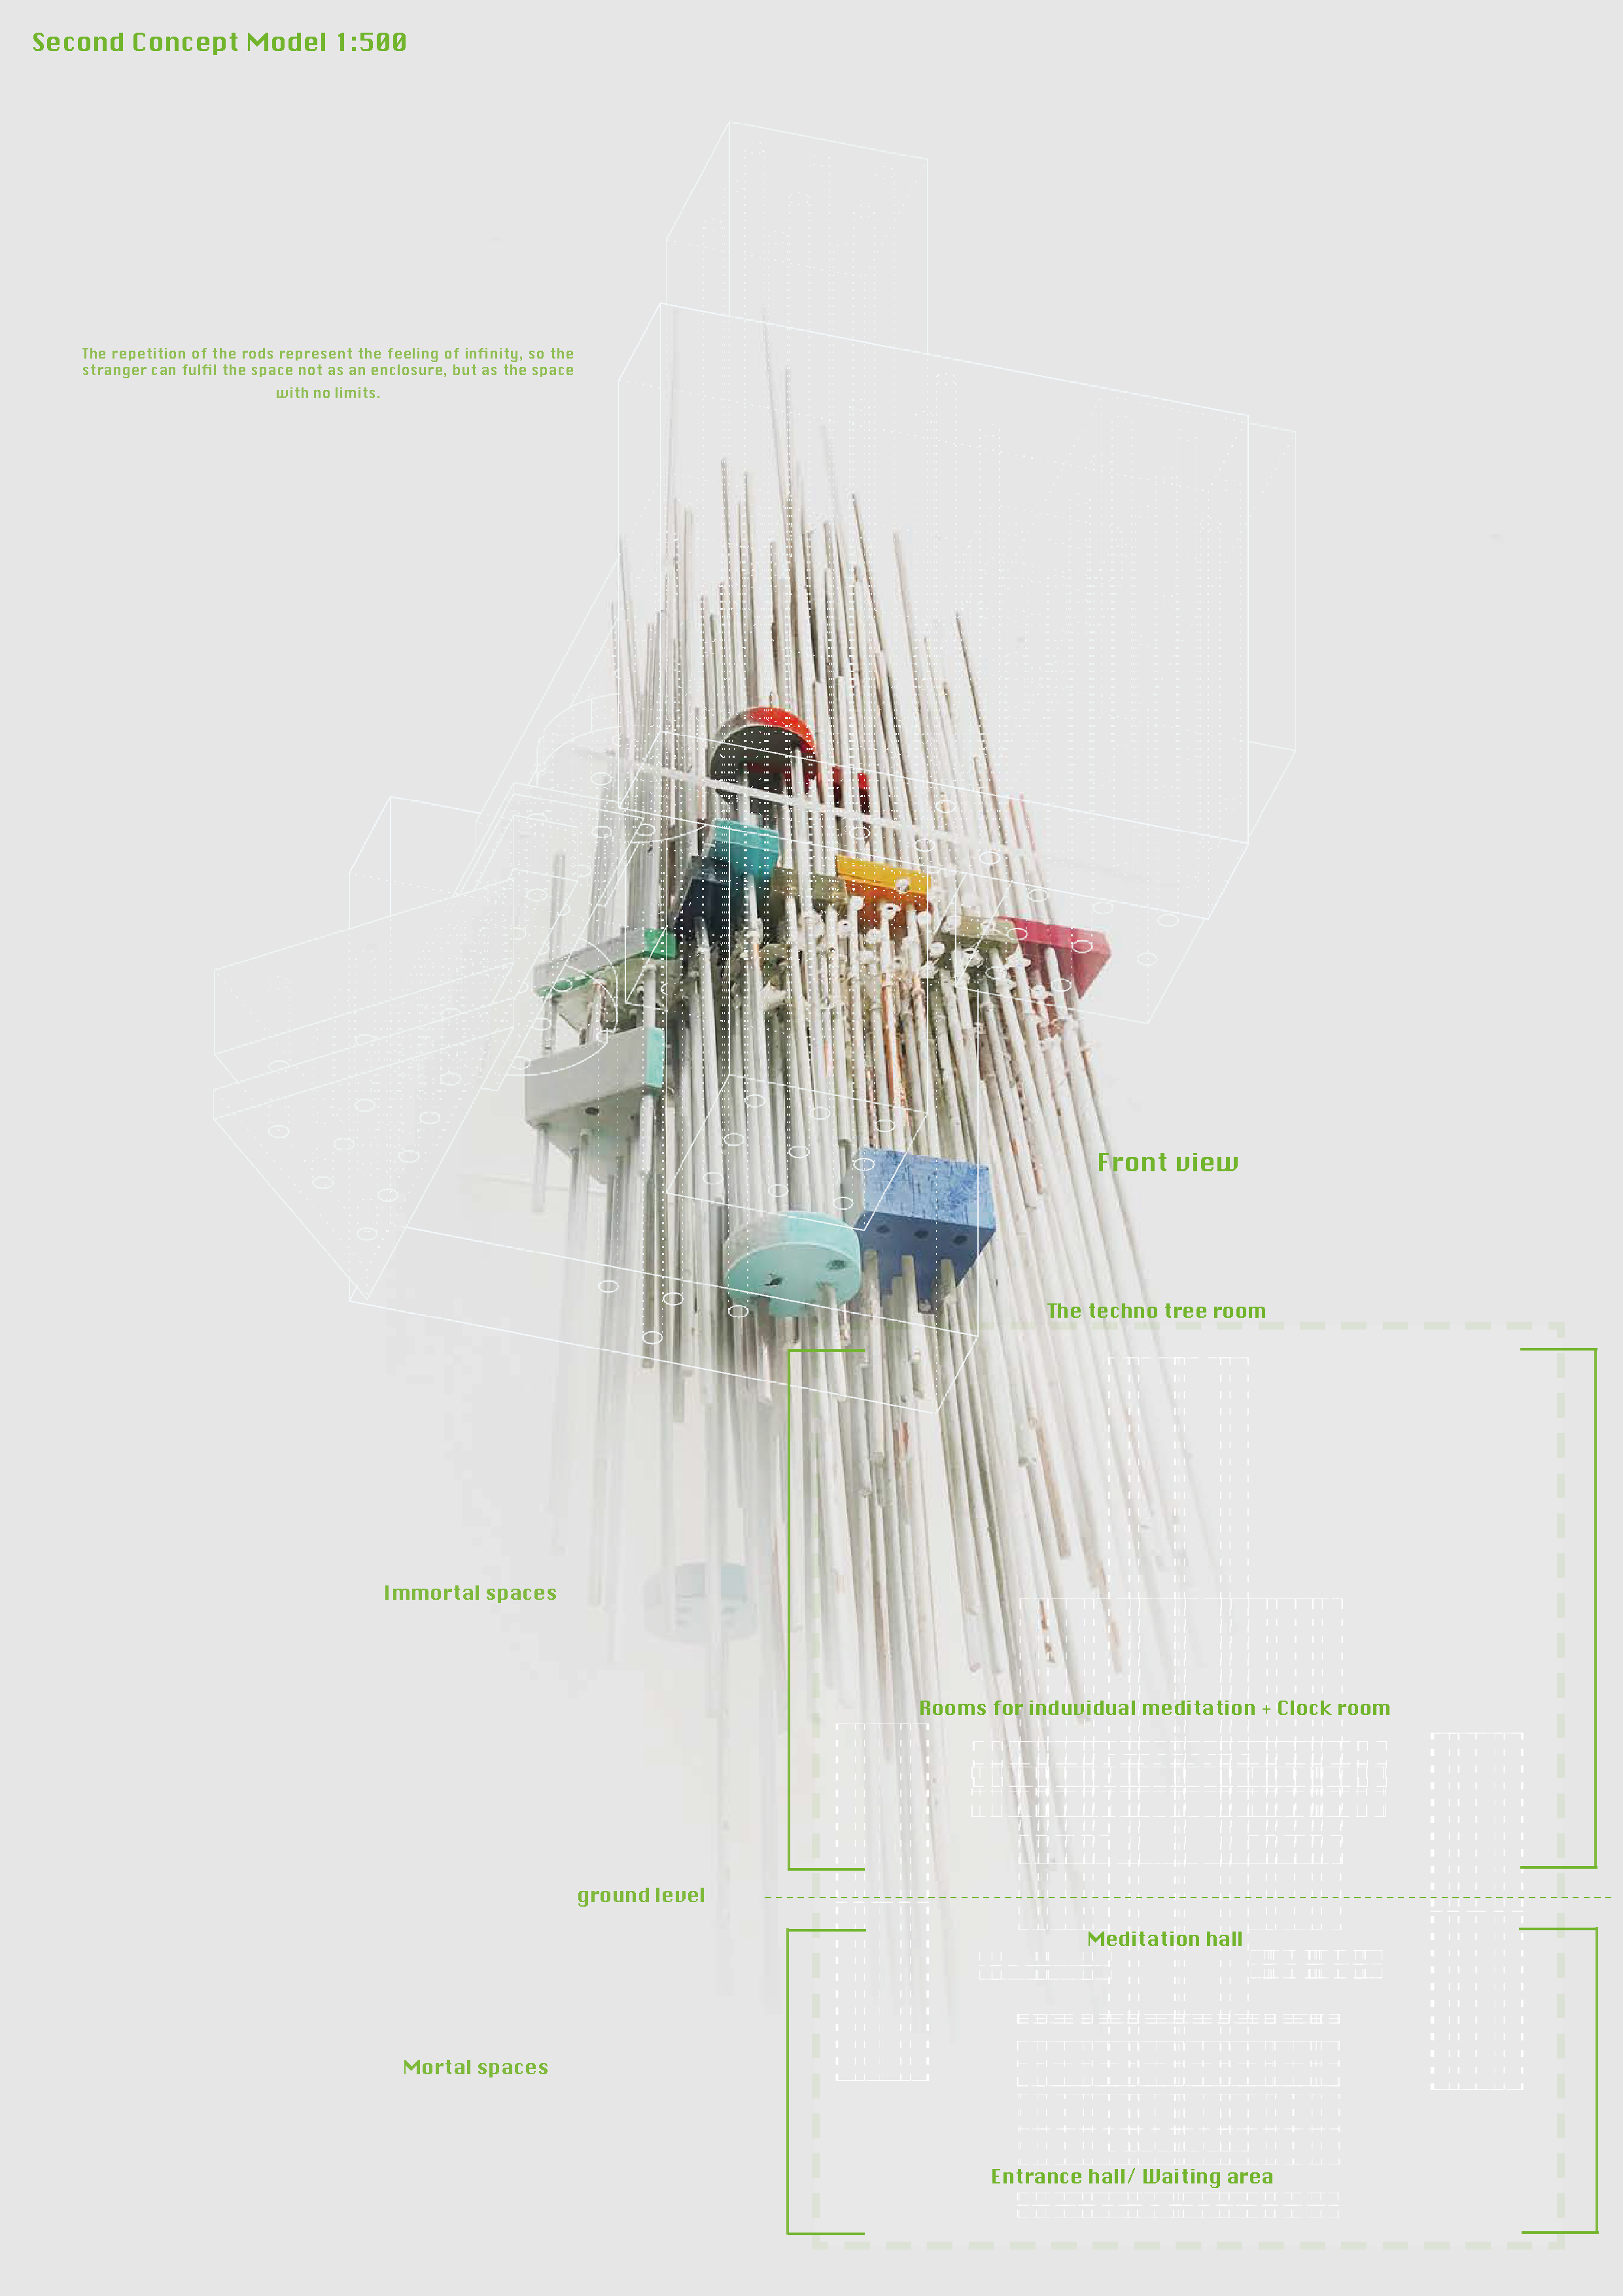 Second Concept Model 1:500
The repetition of the rods represent the feeling of infinity, so the
stranger can fulfil the space not as an enclosure, but as the space
with no limits.
Front view
The techno tree room
Immortal spaces
Rooms for induvidual meditation + Clock room
ground level
Meditation hall
Mortal spaces
Entrance hall/ Waiting area